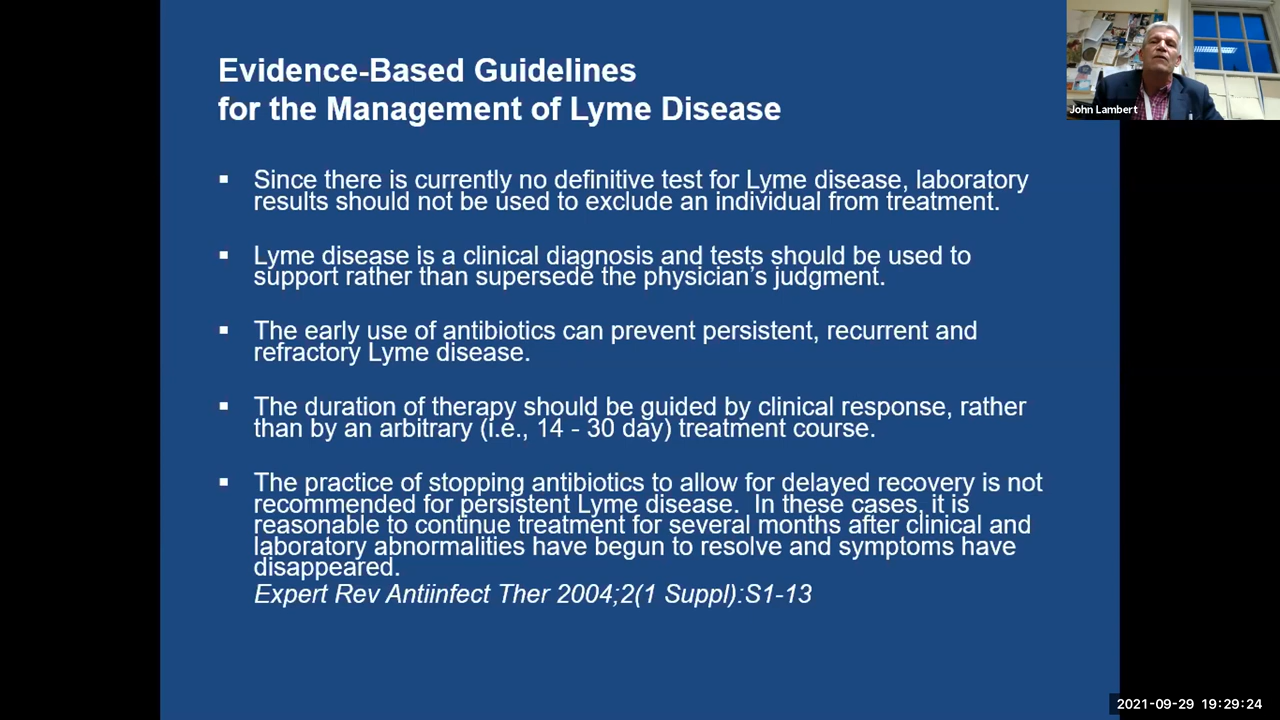 Evidence-Based Guidelines
for the Management of Lyme Disease
▪ Since there is currently no definitive test for Lyme disease, laboratory
results should not be used to exclude an individual from treatment.
▪ Lyme disease is a clinical diagnosis and tests should be used to
support rather than supersede the physician’s judgment.
▪ The early use of antibiotics can prevent persistent, recurrent and
refractory Lyme disease.
▪ The duration of therapy should be guided by clinical response, rather
than by an arbitrary (i.e., 14 - 30 day) treatment course.
▪ The practice of stopping antibiotics to allow for delayed recovery is not
recommended for persistent Lyme disease.  In these cases, it is
reasonable to continue treatment for several months after clinical and
laboratory abnormalities have begun to resolve and symptoms have
disappeared.
Expert Rev Antiinfect Ther 2004;2(1 Suppl):S1-13
John Lambert
2021-09-29 19:29:24